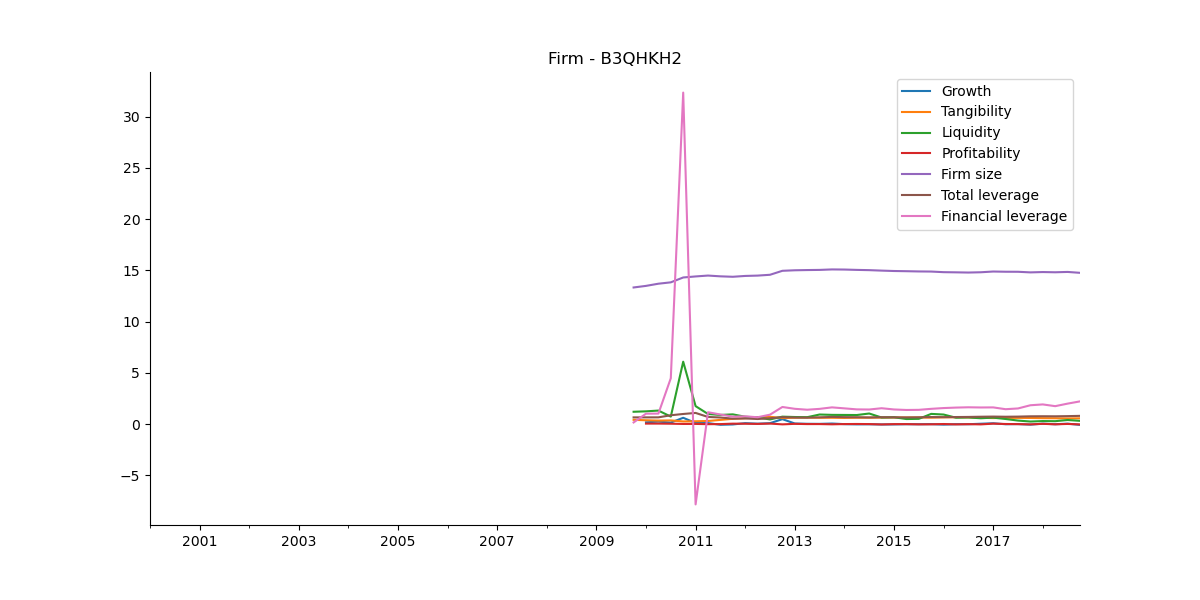 Firm - B3QHKH2
Growth
Tangibility
Liquidity
Profitability
Firm size
Total leverage
Financial leverage
30
25
20
15
10
5
0
−5
2001
2003
2005
2007
2009
2011
2013
2015
2017